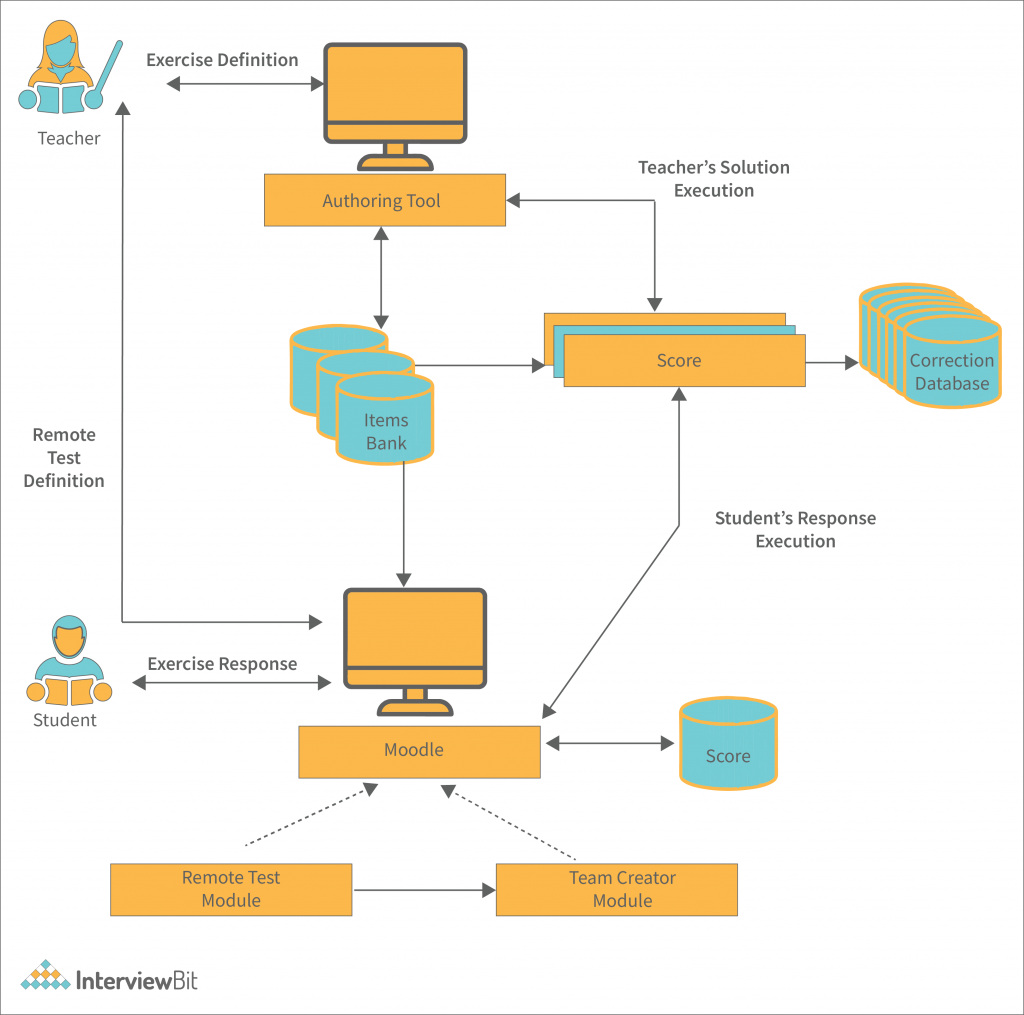 Exercise Definition
Teacher
Teacher’s Solution
Execution
Authoring Tool
Score
Correction
Database
Items
Bank
Remote
Test
Definition
Student’s Response
Execution
Exercise Response
Student
Moodle
Score
Remote Test
Module
Team Creator
Module
InterviewBit